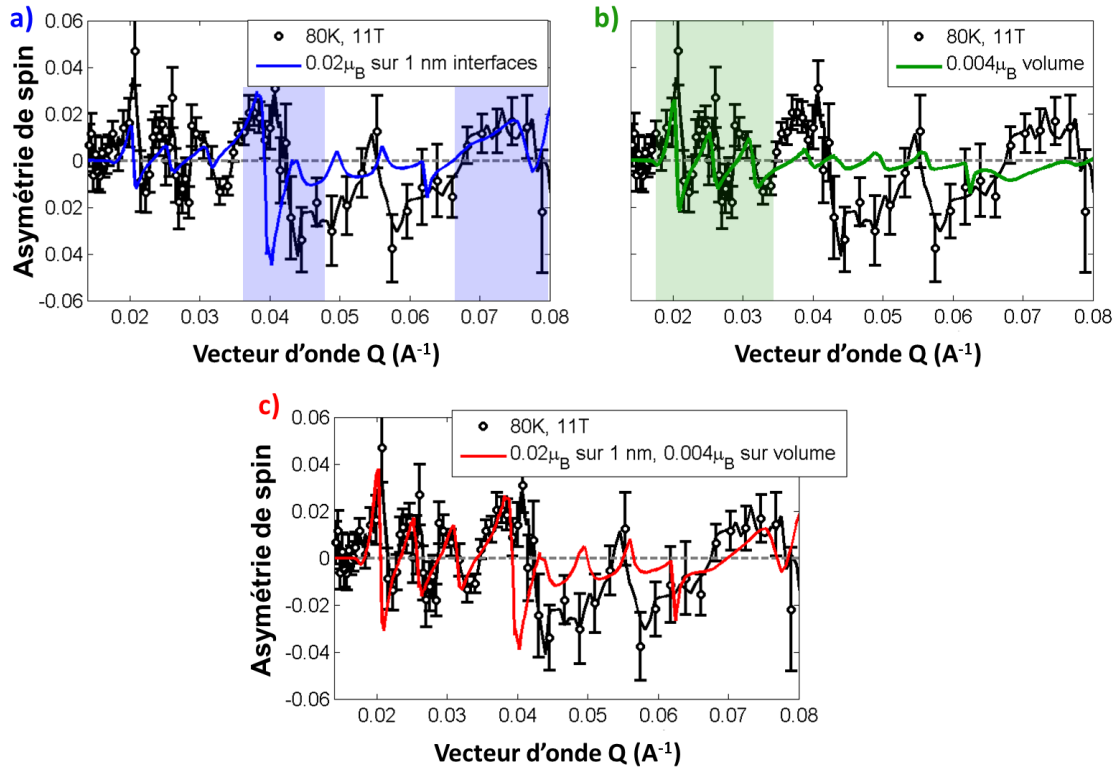 a)
Asymétrie de spin
0.06
0.04
0.02
0
0.02
-0.04
-0.06
80K, 11T
0.02μB sur 1 nm interfaces
0.02 0.03 0.04 0.05 0.06 0.07 0.08
Vecteur d'onde Q (A-1)
b)
80K, 11T
0.004μB volume
0.02 0.03 0.04 0.05 0.06 0.07 0.08
Vecteur d'onde Q (A-1)
c)
Asymétrie de spin
0.06
0.04
0.02
0
-0.02
-0.04
-0.06
80K, 11T
0.02μB sur 1 nm, 0.004μB sur volume
0.02 0.03 0.04 0.05 0.06 0.07 0.08
Vecteur d'onde Q (A-1)